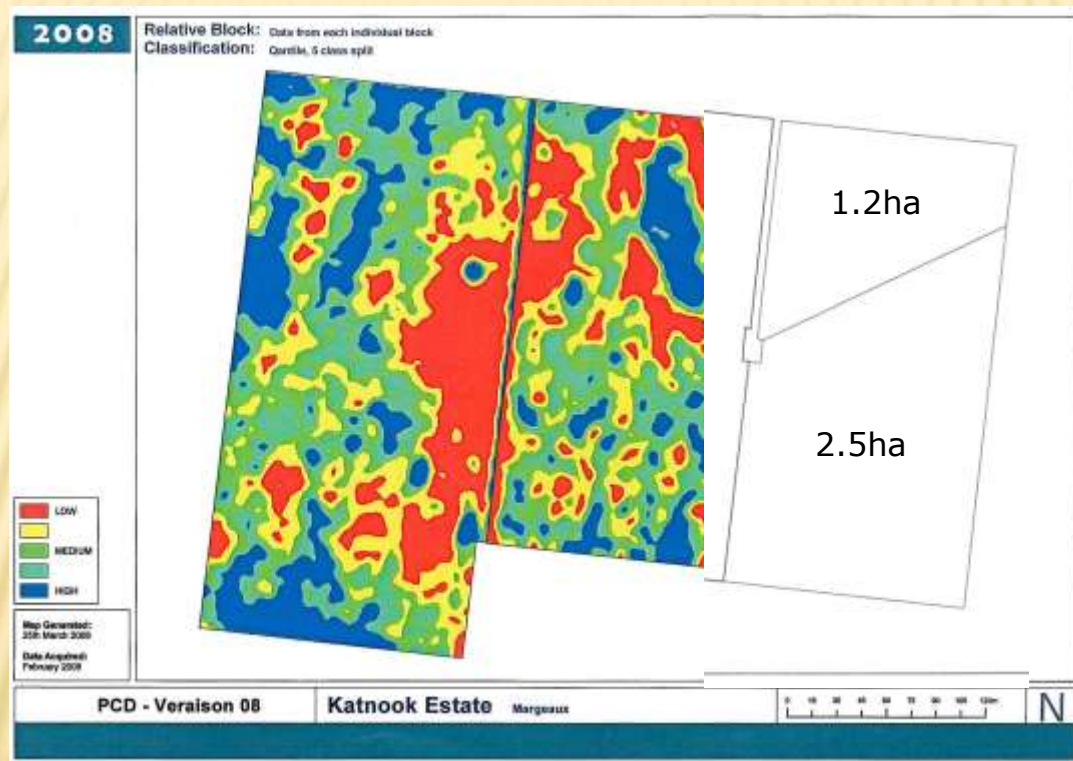 2008
Relative Block: Data from each individual block
Classification: Qantile, 5 class split
1.2ha
2.5ha
LOW
MEDIUM
HIGH
Map Generated:
Data Acquired:
February 2008
PCD - Veraison 08
Katnook Estate Margeaux
N